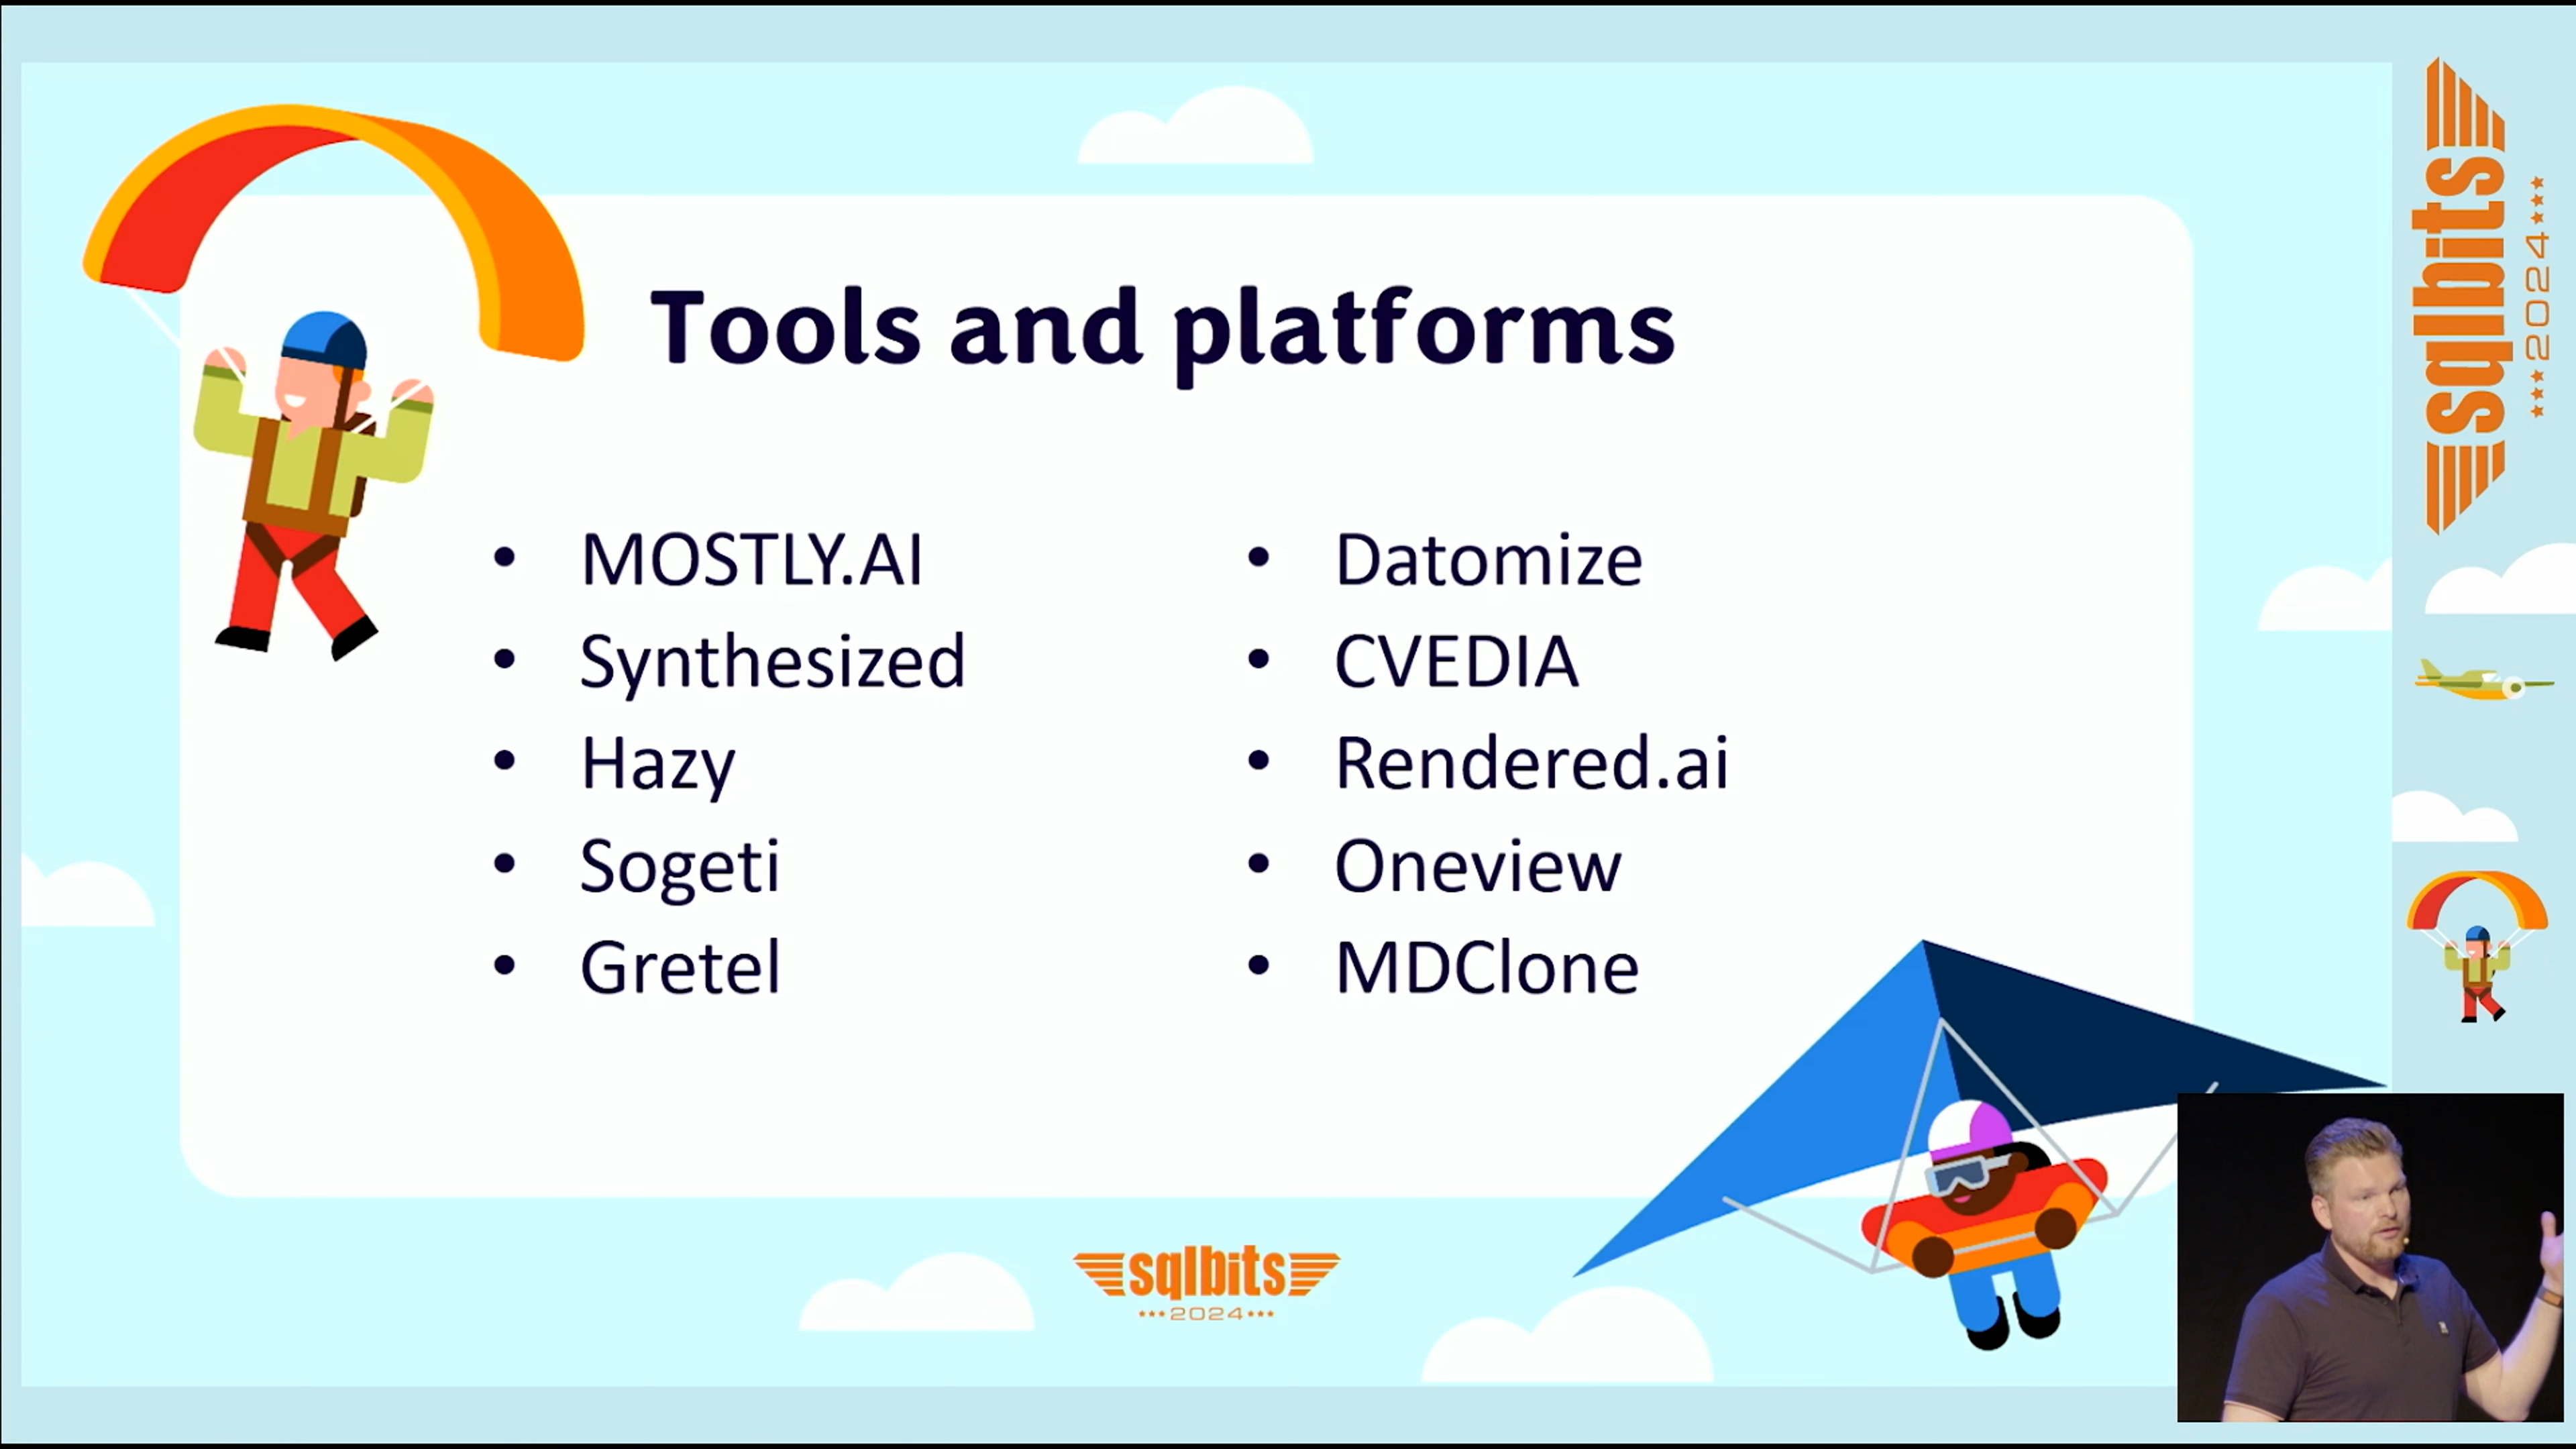 Tools and platforms
• MOSTLY.AI
• Synthesized
• Hazy
• Sogeti
• Gretel
• Datomize
• CVEDIA
• Rendered.ai
• Oneview
• MDClone
sqlbits
2024
sqlbits
2024